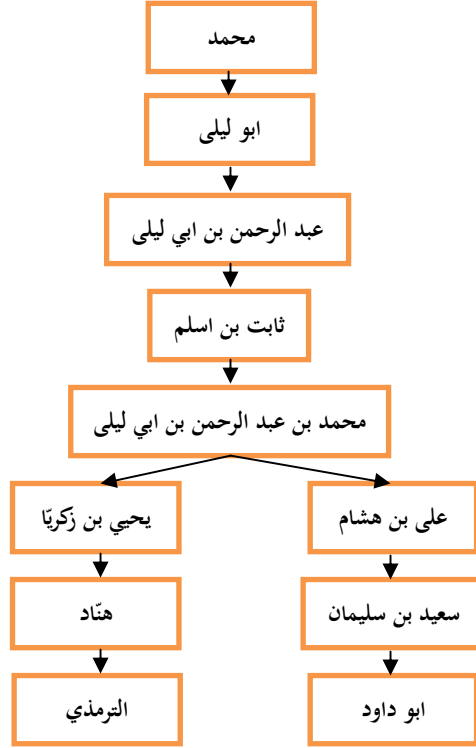 محمد
ابو ليلى
عبد الرحمن بن ابي ليلى
ثابت بن اسلم
محمد بن عبد الرحمن بن ابي ليلى
على بن هشام
يحيي بن زكريّا
سعيد بن سليمان
هنّاد
ابو داود
الترمذي